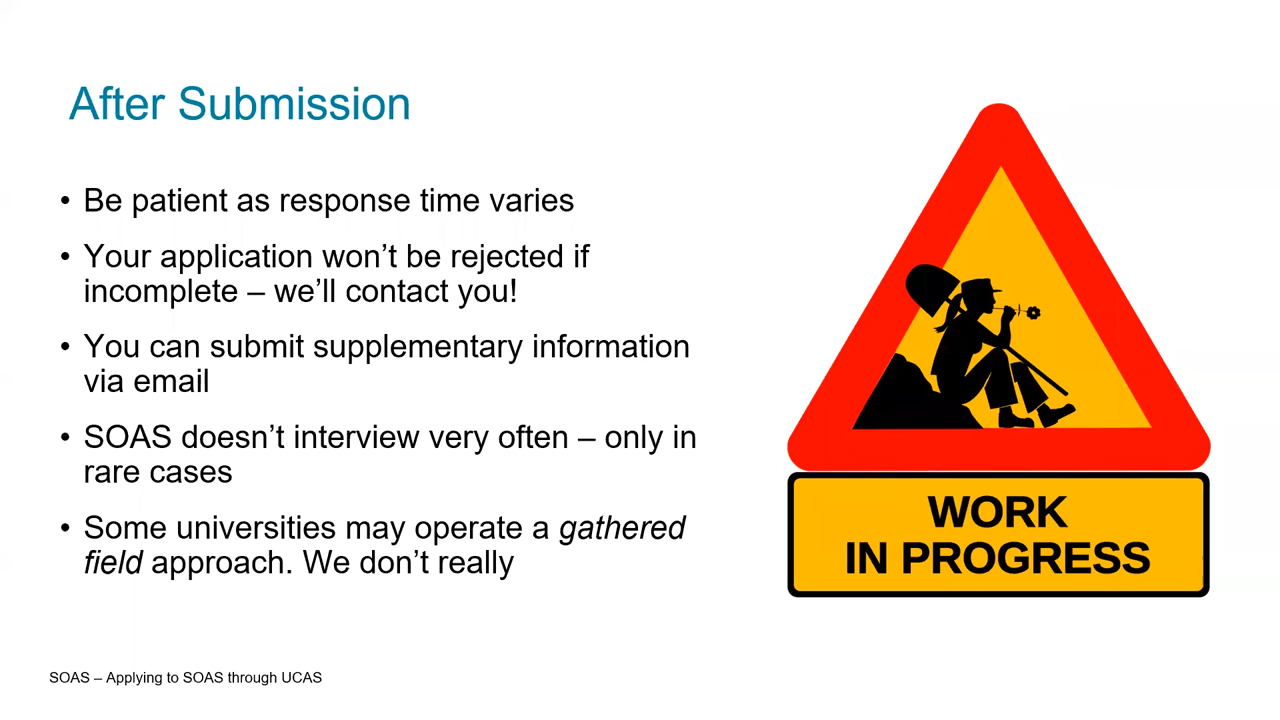 After Submission
• Be patient as response time varies
• Your application won’t be rejected if
incomplete – we’ll contact you!
• You can submit supplementary information
via email
• SOAS doesn’t interview very often – only in
rare cases
• Some universities may operate a gathered
field approach. We don’t really
WORK
IN PROGRESS
SOAS – Applying to SOAS through UCAS